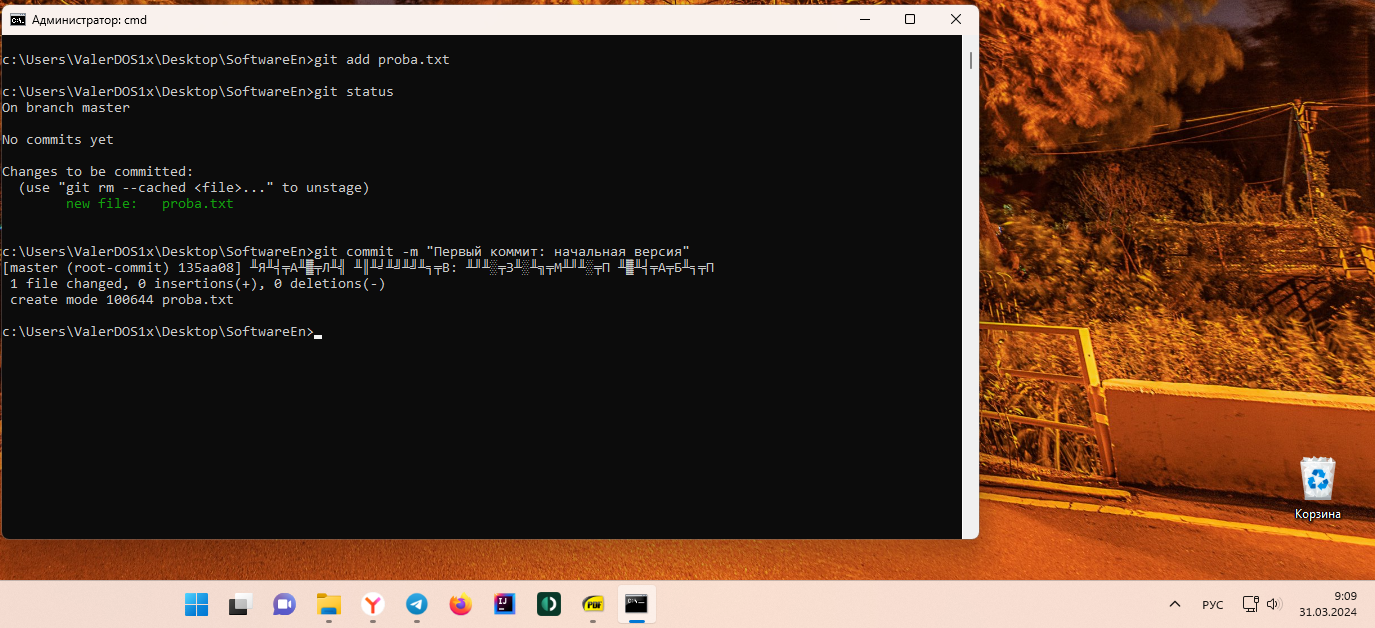 Администратор: cmd
c:\Users\ValerDOS1x\Desktop\SoftwareEn>git add proba.txt
c:\Users\ValerDOS1x\Desktop\SoftwareEn>git status
On branch master
No commits yet
Changes to be committed:
(use "git rm --cached <file>..." to unstage)
new file:   proba.txt
c:\Users\ValerDOS1x\Desktop\SoftwareEn>git commit -m "Первый коммит: начальная версия"
[master (root-commit) 135aa08]
1 file changed, 0 insertions(+), 0 deletions(-)
create mode 100644 proba.txt
c:\Users\ValerDOS1x\Desktop\SoftwareEn>
Корзина
IJ
PDF
РУС
9:09
31.03.2024